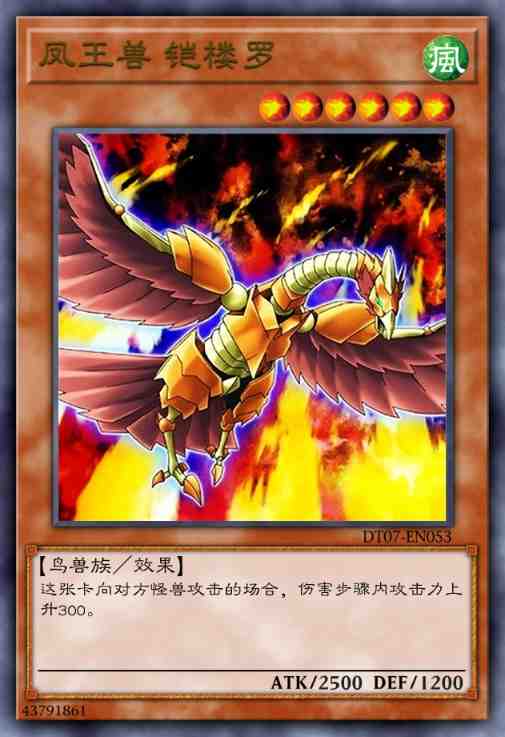 凤王兽 铠楼罗
風
DT07-EN053
【鸟兽族／效果】
这张卡向对方怪兽攻击的场合，伤害步骤内攻击力上
升300。
ATK/2500 DEF/1200
43791861